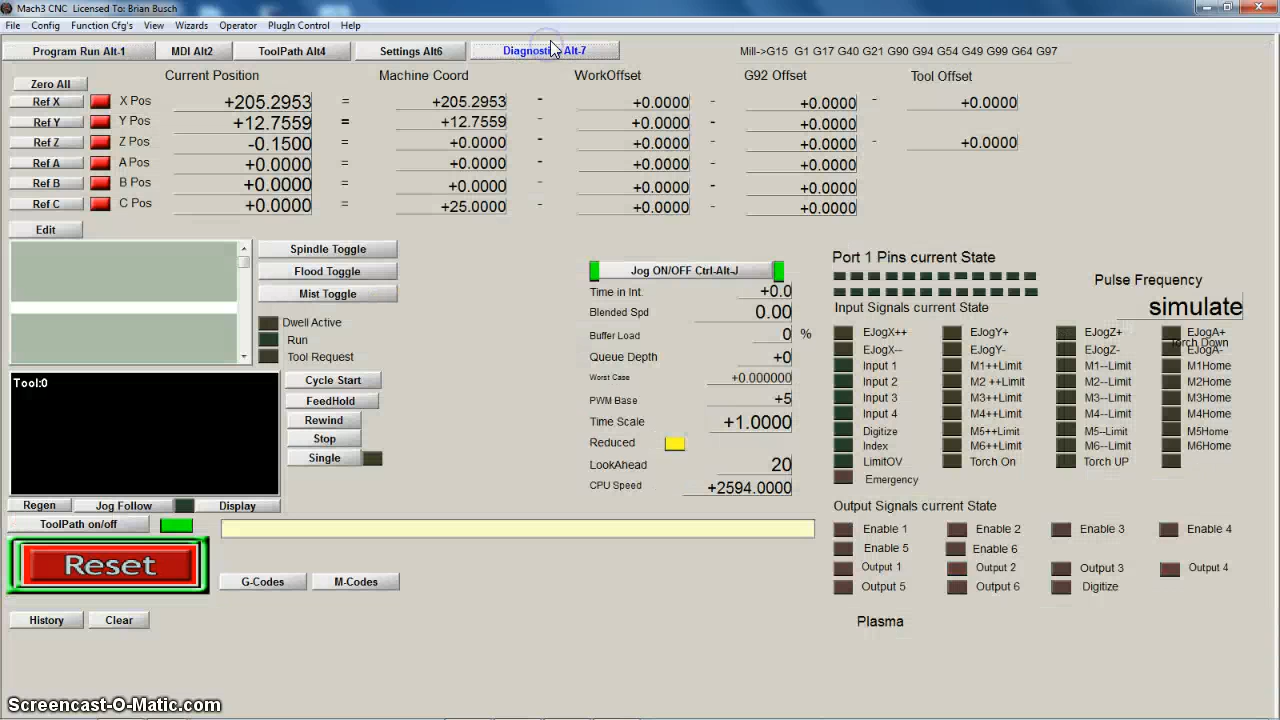 Mach3 CNC Licensed To: Brian Busch
File Config Function Cfg's View Wizards Operator PlugIn Control Help
Program Run Alt-1 MDI Alt2 ToolPath Alt4 Settings Alt6 Diagnostic Alt-7 Mill->G15 G1 G17 G40 G21 G90 G94 G54 G49 G99 G64 G97
Current Position Machine Coord WorkOffset G92 Offset Tool Offset
Zero All
Ref X X Pos +205.2953 = +205.2953 - +0.0000 - +0.0000 - +0.0000
Ref Y Y Pos +12.7559 = +12.7559 - +0.0000 - +0.0000
Ref Z Z Pos -0.1500 = +0.0000 - +0.0000 - +0.0000 - +0.0000
Ref A A Pos +0.0000 = +0.0000 - +0.0000 - +0.0000
Ref B B Pos +0.0000 = +0.0000 - +0.0000 - +0.0000
Ref C C Pos +0.0000 = +25.0000 - +0.0000 - +0.0000
Edit
Spindle Toggle
Flood Toggle
Mist Toggle
Dwell Active
Run
Tool Request
Tool:0
Cycle Start
FeedHold
Rewind
Stop
Single
Regen Jog Follow Display
ToolPath on/off
Reset
G-Codes M-Codes
History Clear
Jog ON/OFF Ctrl-Alt-J
Time in Int. +0.0
Blended Spd 0.00
Buffer Load 0 %
Queue Depth +0
Worst Case +0.000000
PWM Base +5
Time Scale +1.0000
Reduced
LookAhead 20
CPU Speed +2594.0000
Port 1 Pins current State
Pulse Frequency
simulate
Input Signals current State
EJogX++ EJogY+ EJogZ+ EJogA+
Torch Down
EJogX-- EJogY- EJogZ- EJogA-
Input 1 M1++Limit M1--Limit M1Home
Input 2 M2 ++Limit M2--Limit M2Home
Input 3 M3++Limit M3--Limit M3Home
Input 4 M4++Limit M4--Limit M4Home
Digitize M5++Limit M5--Limit M5Home
Index M6++Limit M6--Limit M6Home
LimitOV Torch On Torch UP
Emergency
Output Signals current State
Enable 1 Enable 2 Enable 3 Enable 4
Enable 5 Enable 6
Output 1 Output 2 Output 3 Output 4
Output 5 Output 6 Digitize
Plasma
Screencast-O-Matic.com